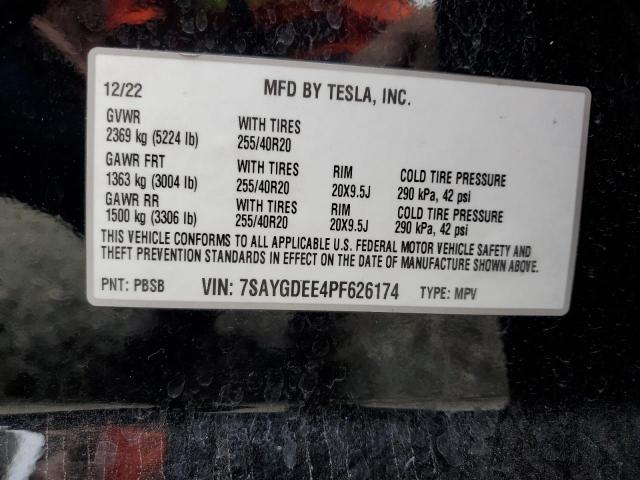 12/22 MFD BY TESLA, INC.
GVWR
2369 kg (5224 lb) WITH TIRES 255/40R20
GAWR FRT
1363 kg (3004 lb) WITH TIRES 255/40R20 RIM 20X9.5J COLD TIRE PRESSURE 290 kPa, 42 psi
GAWR RR
1500 kg (3306 lb) WITH TIRES 255/40R20 RIM 20X9.5J COLD TIRE PRESSURE 290 kPa, 42 psi
THIS VEHICLE CONFORMS TO ALL APPLICABLE U.S. FEDERAL MOTOR VEHICLE SAFETY AND
THEFT PREVENTION STANDARDS IN EFFECT ON THE DATE OF MANUFACTURE SHOWN ABOVE.
PNT: PBSB VIN: 7SAYGDEE4PF626174 TYPE: MPV